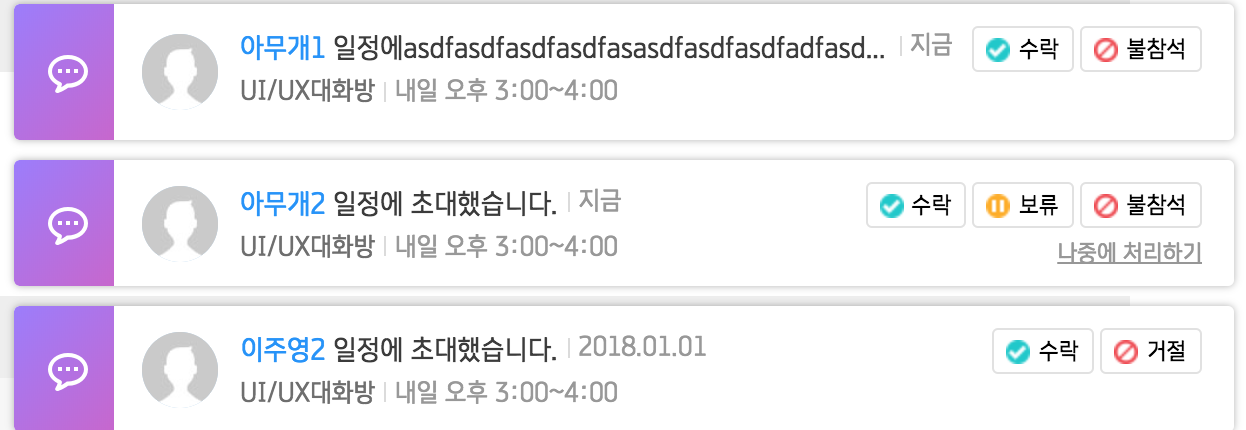 아무개1 일정에asdfasdfasdfasdfasasdfasdfasdfadfasd... 지금 수락 불참석
UI/UX대화방 내일 오후 3:00~4:00
아무개2 일정에 초대했습니다. 지금 수락 보류 불참석
UI/UX대화방 내일 오후 3:00~4:00 나중에 처리하기
이주영2 일정에 초대했습니다. 2018.01.01 수락 거절
UI/UX대화방 내일 오후 3:00~4:00